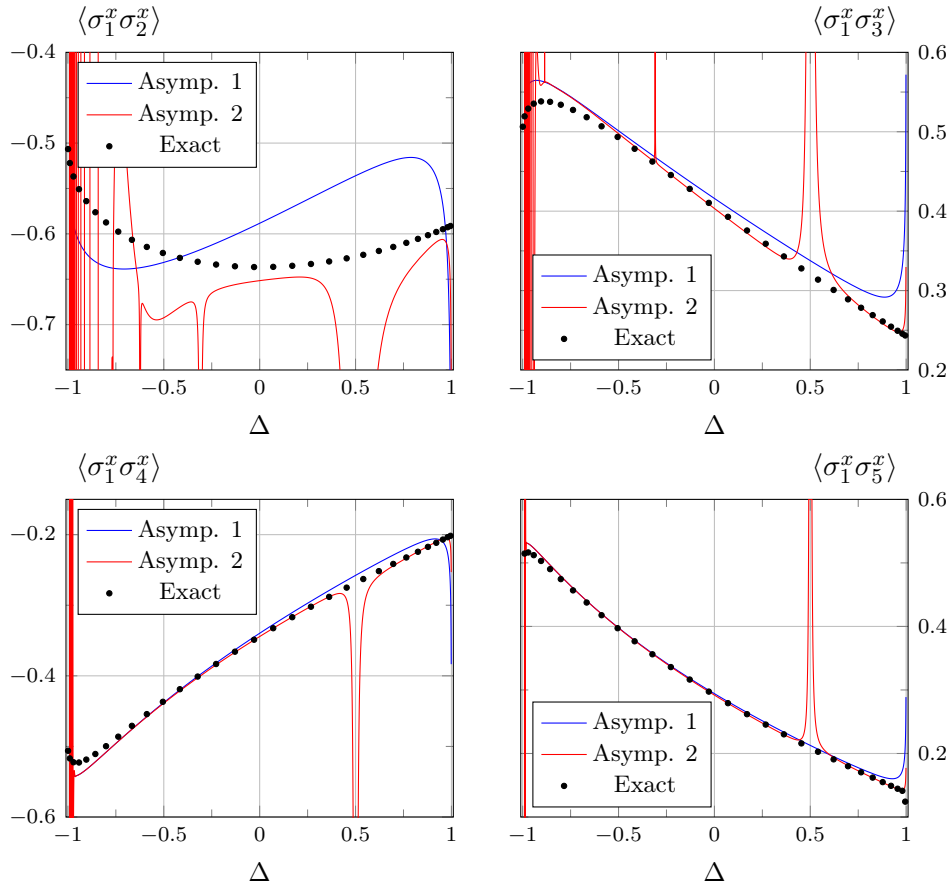 ⟨σ₁ˣσ₂ˣ⟩
−0.4
−0.5
−0.6
−0.7
−1
−0.5
0
0.5
1
Δ
Asymp. 1
Asymp. 2
Exact
⟨σ₁ˣσ₃ˣ⟩
0.6
0.5
0.4
0.3
0.2
−1
−0.5
0
0.5
1
Δ
Asymp. 1
Asymp. 2
Exact
⟨σ₁ˣσ₄ˣ⟩
−0.2
−0.4
−0.6
−1
−0.5
0
0.5
1
Δ
Asymp. 1
Asymp. 2
Exact
⟨σ₁ˣσ₅ˣ⟩
0.6
0.4
0.2
−1
−0.5
0
0.5
1
Δ
Asymp. 1
Asymp. 2
Exact